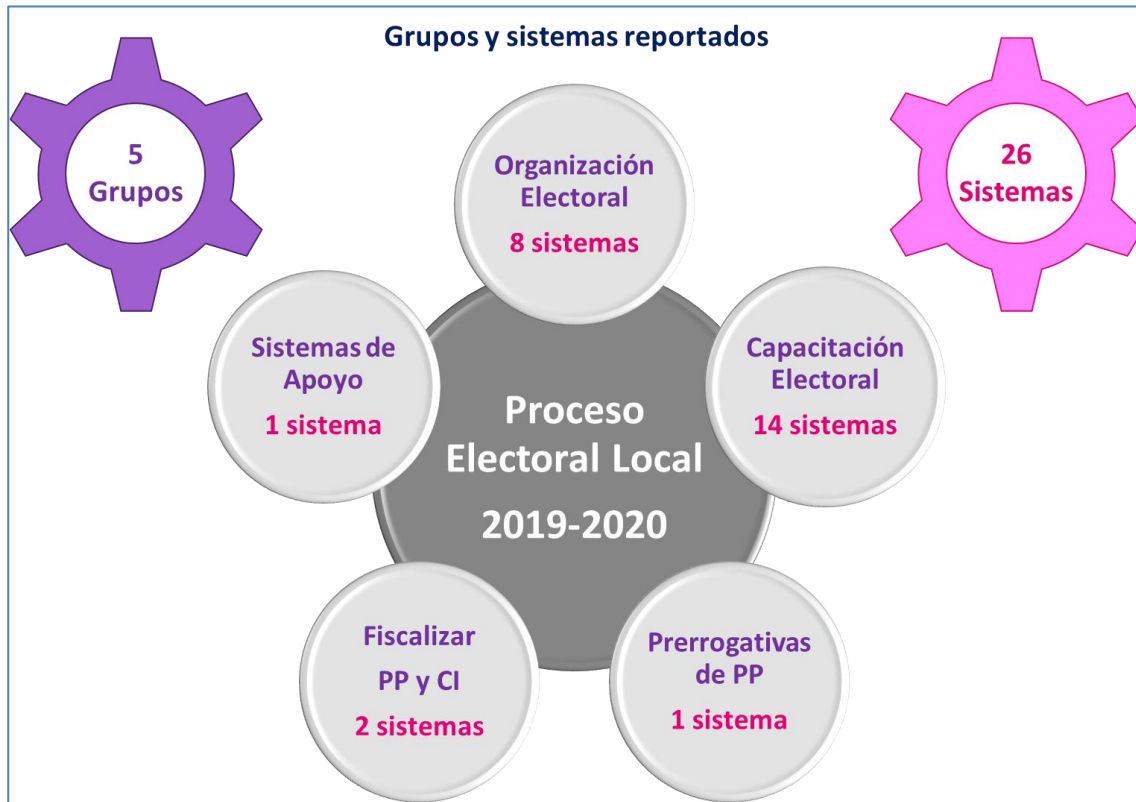 Grupos y sistemas reportados
5
Grupos
26
Sistemas
Organización
Electoral
8 sistemas
Sistemas de
Apoyo
1 sistema
Capacitación
Electoral
14 sistemas
Proceso
Electoral Local
2019-2020
Fiscalizar
PP y CI
2 sistemas
Prerrogativas
de PP
1 sistema